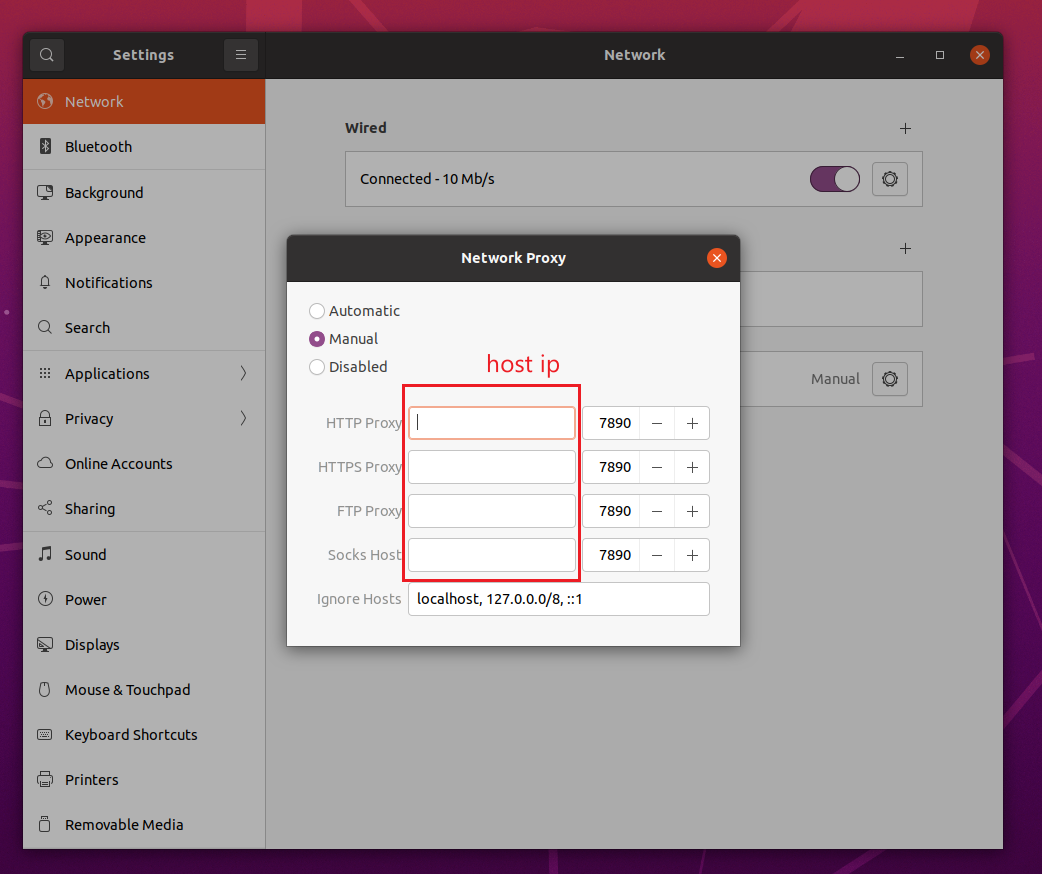 Settings
Network
Network
Bluetooth
Background
Appearance
Notifications
Search
Applications
Privacy
Online Accounts
Sharing
Sound
Power
Displays
Mouse & Touchpad
Keyboard Shortcuts
Printers
Removable Media
Wired
Connected - 10 Mb/s
Manual
Network Proxy
Automatic
Manual
Disabled
host ip
HTTP Proxy 7890
HTTPS Proxy 7890
FTP Proxy 7890
Socks Host 7890
Ignore Hosts localhost, 127.0.0.0/8, ::1